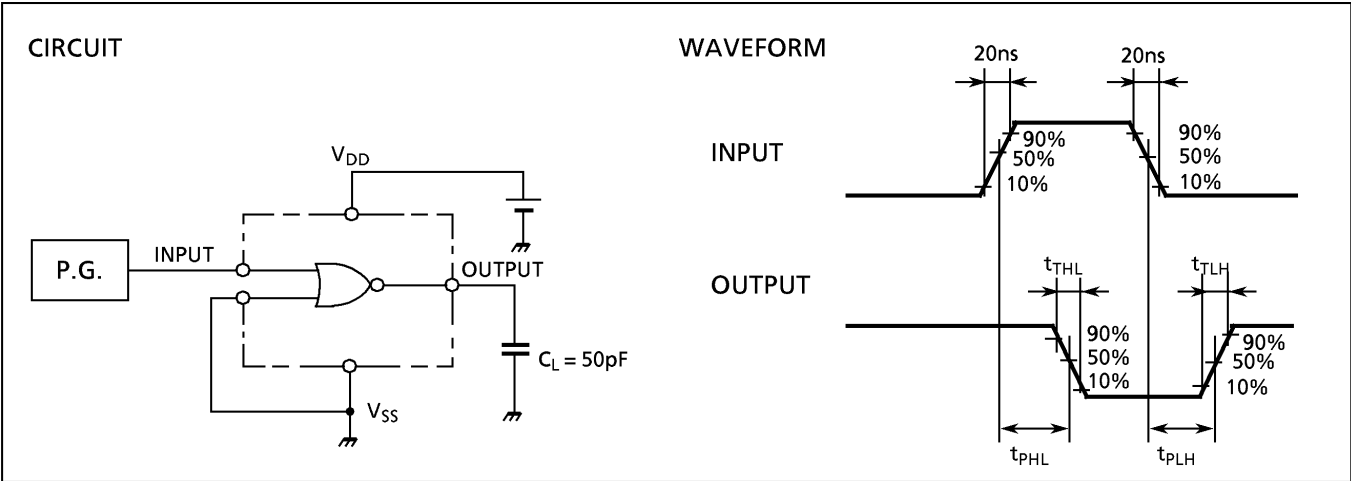 CIRCUIT
V_DD
P.G.
INPUT
OUTPUT
C_L = 50pF
V_SS
WAVEFORM
20ns
20ns
INPUT
90%
50%
10%
90%
50%
10%
OUTPUT
t_THL
t_TLH
90%
50%
10%
90%
50%
10%
t_PHL
t_PLH